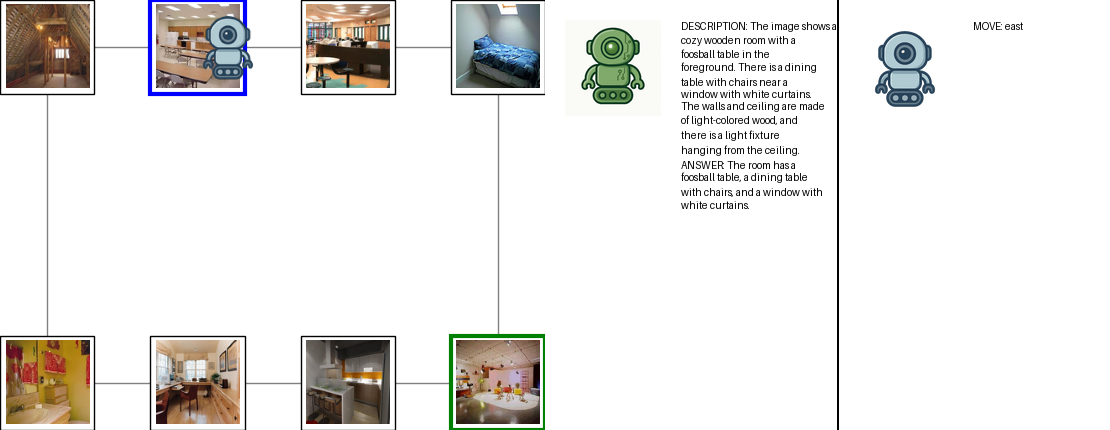 DESCRIPTION: The image shows a
cozy wooden room with a
foosball table in the
foreground. There is a dining
table with chairs near a
window with white curtains.
The walls and ceiling are made
of light-colored wood, and
there is a light fixture
hanging from the ceiling.
ANSWER: The room has a
foosball table, a dining table
with chairs, and a window with
white curtains.
MOVE: east